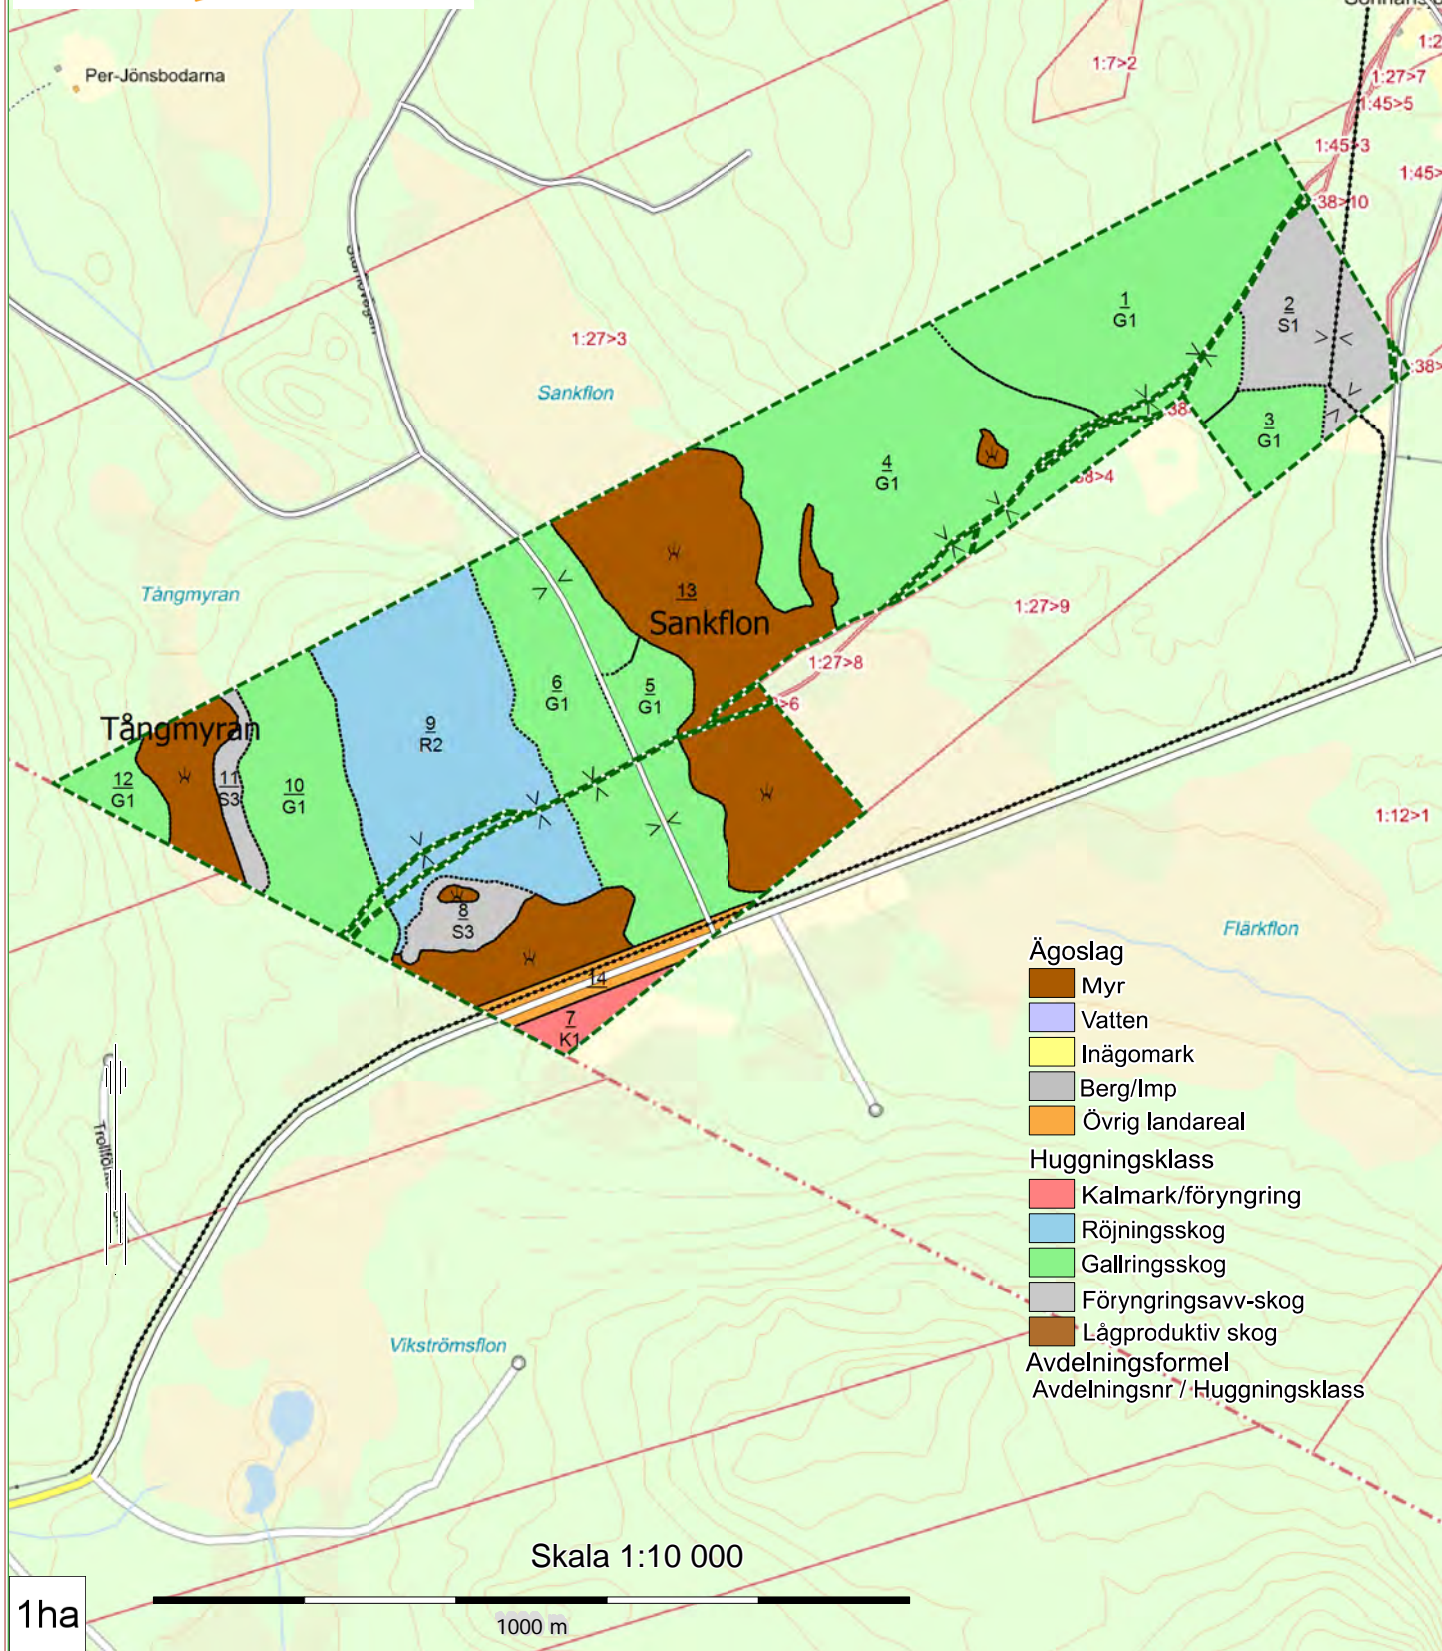 Per-Jönsbodarna
1:7>2
1:2
1:27>7
1:45>5
1:45>3
1:45>
:38>10
1
G1
2
S1
1:27>3
Sankflon
:38>
38
3
G1
4
G1
38>4
13
Sankflon
Tångmyran
1:27>9
1:27>8
>6
6
G1
5
G1
9
R2
Tångmyran
12
G1
11
S3
10
G1
1:12>1
8
S3
Flärkflon
14
7
K1
Ägoslag
Myr
Vatten
Inägomark
Berg/Imp
Övrig landareal
Huggningsklass
Kalmark/föryngring
Röjningsskog
Gallringsskog
Föryngringsavv-skog
Lågproduktiv skog
Avdelningsformel
Avdelningsnr / Huggningsklass
Vikströmsflon
Skala 1:10 000
1ha
1000 m